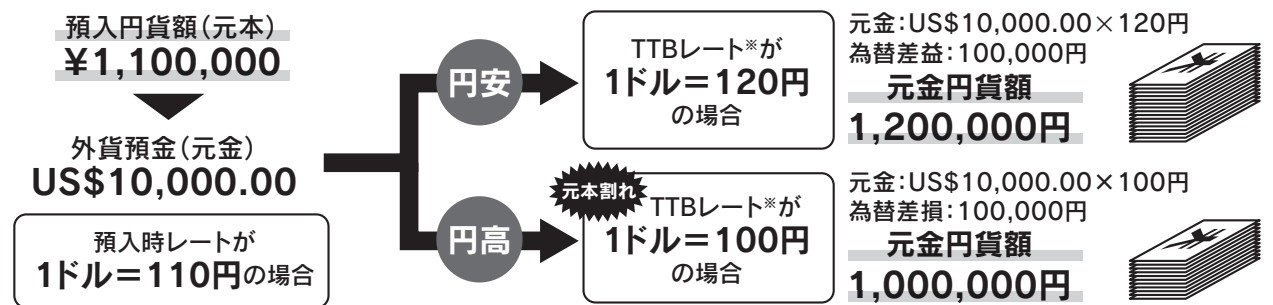 預入円貨額(元本)
¥1,100,000
外貨預金(元金)
US$10,000.00
預入時レートが
1ドル=110円の場合
円安
TTBレート※が
1ドル=120円
の場合
元金:US$10,000.00×120円
為替差益:100,000円
元金円貨額
1,200,000円
円高
元本割れ
TTBレート※が
1ドル=100円
の場合
元金:US$10,000.00×100円
為替差損:100,000円
元金円貨額
1,000,000円